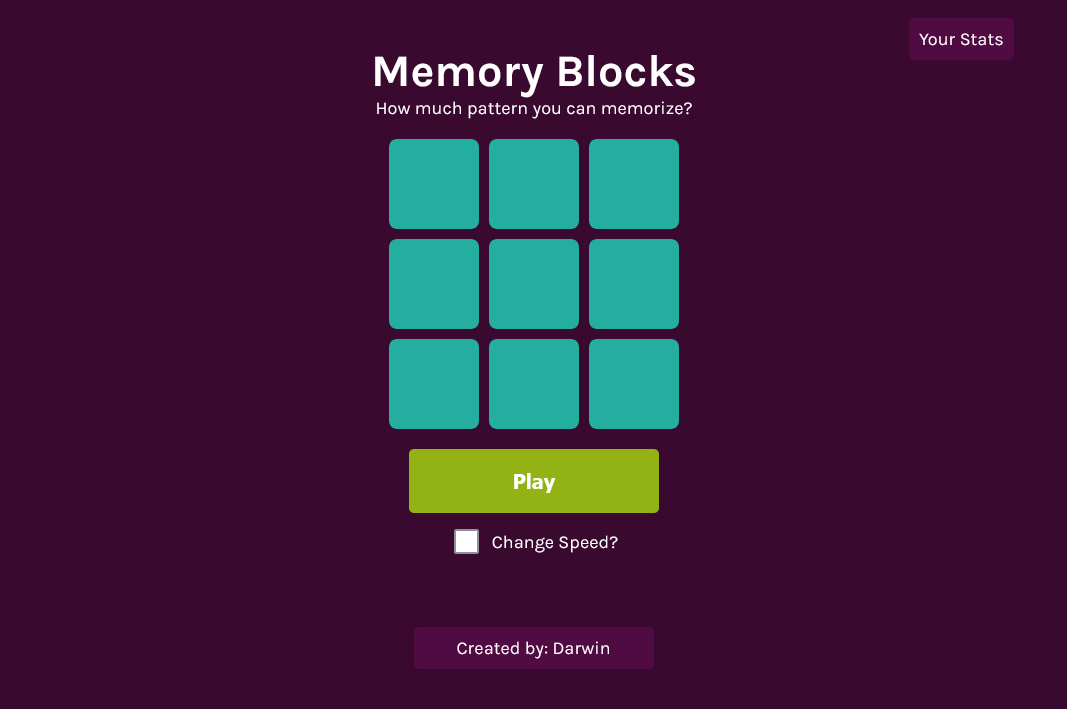 Your Stats
Memory Blocks
How much pattern you can memorize?
Play
Change Speed?
Created by: Darwin